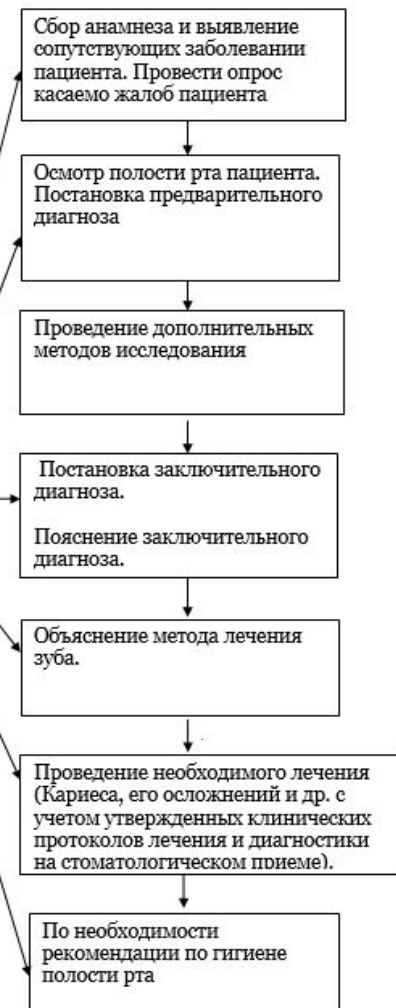 Сбор анамнеза и выявление
сопутствующих заболевании
пациента. Провести опрос
касаемо жалоб пациента
Осмотр полости рта пациента.
Постановка предварительного
диагноза
Проведение дополнительных
методов исследования
Постановка заключительного
диагноза.
Пояснение заключительного
диагноза.
Объяснение метода лечения
зуба.
Проведение необходимого лечения
(Кариеса, его осложнений и др. с
учетом утвержденных клинических
протоколов лечения и диагностики
на стоматологическом приеме).
По необходимости
рекомендации по гигиене
полости рта